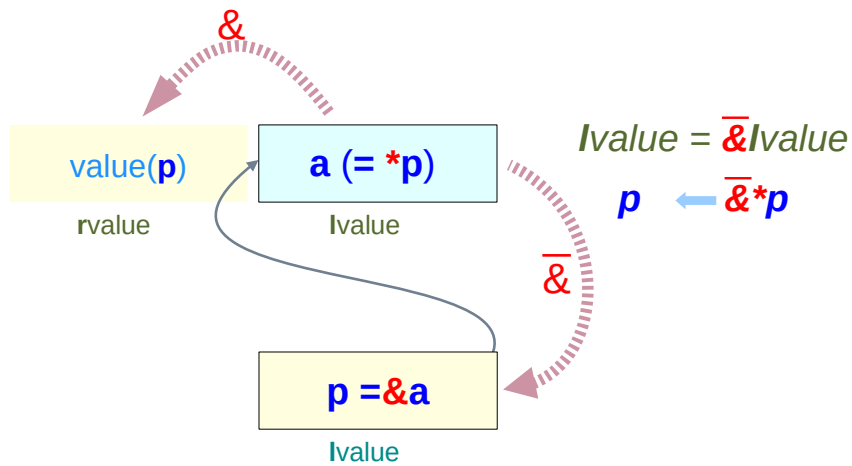 &
value(p)
a (= *p)
rvalue
lvalue
lvalue = &̅lvalue
p
&̅*p
&̅
p =&a
lvalue